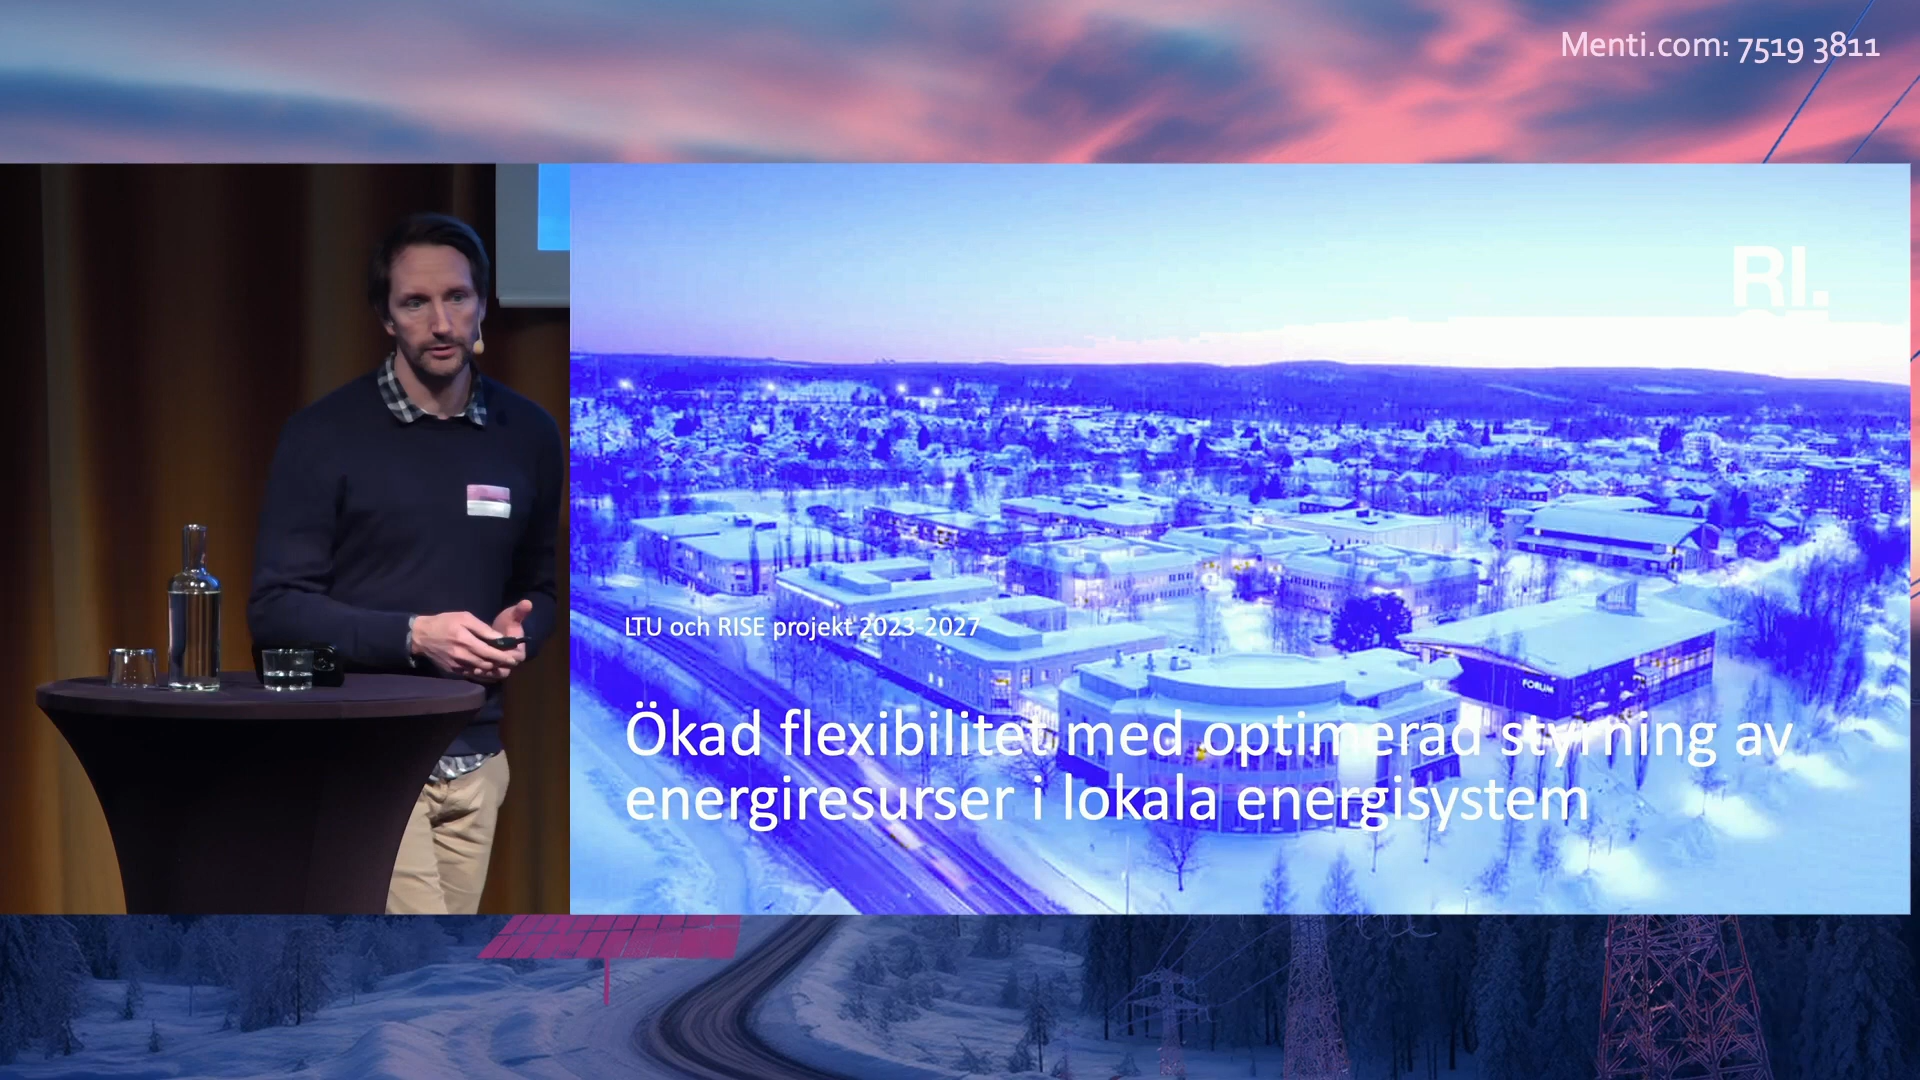 Menti.com: 7519 3811
RI.
LTU och RISE projekt 2023-2027
FORUM
Ökad flexibilitet med optimerad styrning av
energiresurser i lokala energisystem